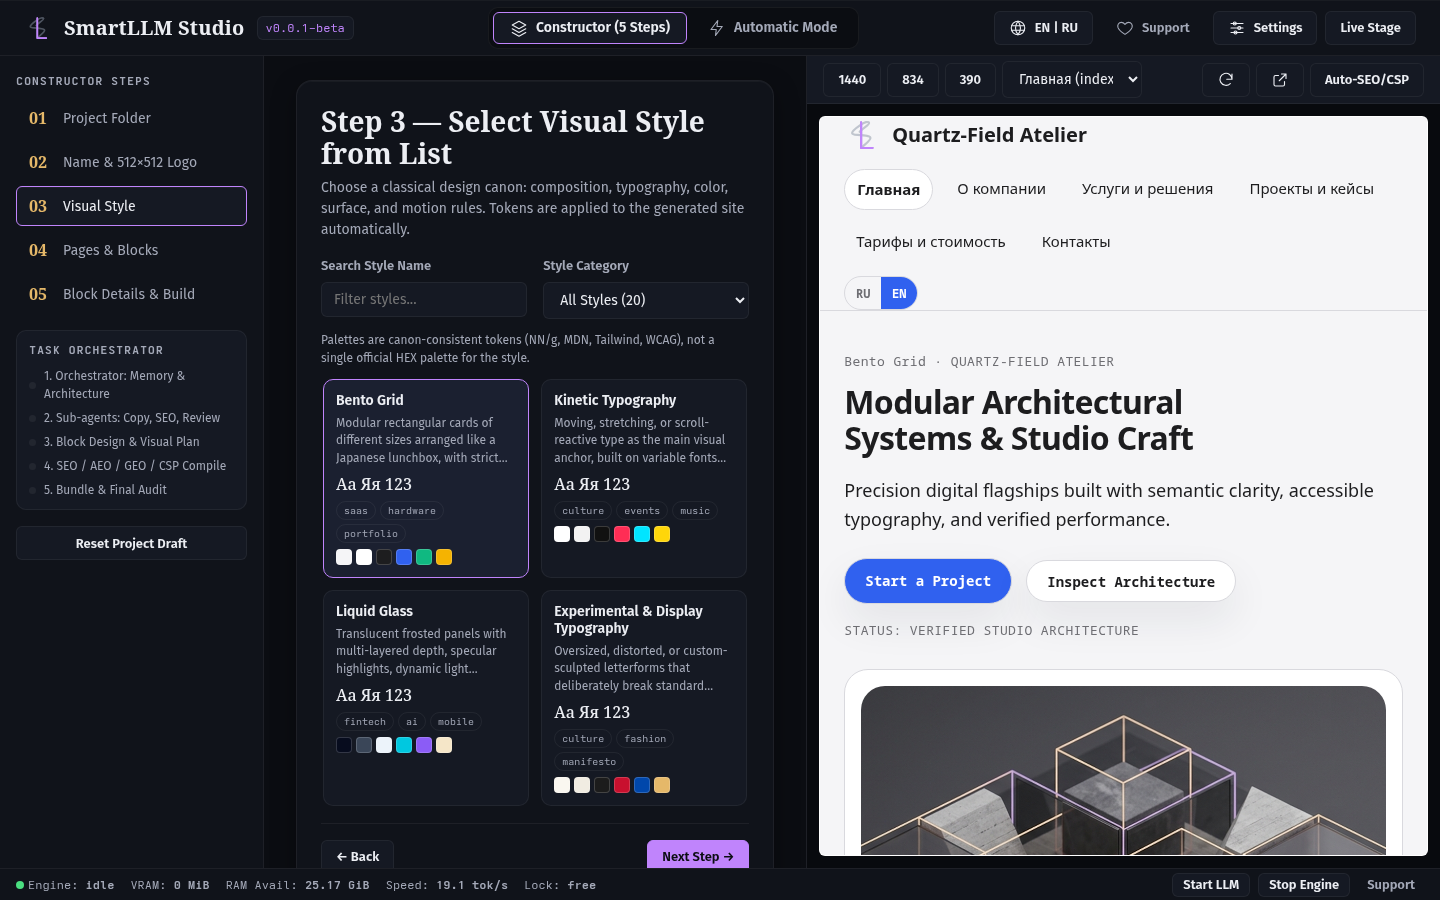 SmartLLM Studio
v0.0.1-beta
Constructor (5 Steps)
Automatic Mode
EN | RU
Support
Settings
Live Stage
CONSTRUCTOR STEPS
01 Project Folder
02 Name & 512×512 Logo
03 Visual Style
04 Pages & Blocks
05 Block Details & Build
TASK ORCHESTRATOR
1. Orchestrator: Memory &
Architecture
2. Sub-agents: Copy, SEO, Review
3. Block Design & Visual Plan
4. SEO / AEO / GEO / CSP Compile
5. Bundle & Final Audit
Reset Project Draft
Step 3 — Select Visual Style
from List
Choose a classical design canon: composition, typography, color,
surface, and motion rules. Tokens are applied to the generated site
automatically.
Search Style Name
Filter styles...
Style Category
All Styles (20)
Palettes are canon-consistent tokens (NN/g, MDN, Tailwind, WCAG), not a
single official HEX palette for the style.
Bento Grid
Modular rectangular cards of
different sizes arranged like a
Japanese lunchbox, with strict...
Aa Яя 123
saas hardware
portfolio
Kinetic Typography
Moving, stretching, or scroll-
reactive type as the main visual
anchor, built on variable fonts...
Aa Яя 123
culture events music
Liquid Glass
Translucent frosted panels with
multi-layered depth, specular
highlights, dynamic light...
Aa Яя 123
fintech ai mobile
Experimental & Display
Typography
Oversized, distorted, or custom-
sculpted letterforms that
deliberately break standard...
Aa Яя 123
culture fashion
manifesto
← Back
Next Step →
1440
834
390
Главная (index
Auto-SEO/CSP
Quartz-Field Atelier
Главная О компании Услуги и решения Проекты и кейсы
Тарифы и стоимость Контакты
RU EN
Bento Grid · QUARTZ-FIELD ATELIER
Modular Architectural
Systems & Studio Craft
Precision digital flagships built with semantic clarity, accessible
typography, and verified performance.
Start a Project
Inspect Architecture
STATUS: VERIFIED STUDIO ARCHITECTURE
Engine: idle VRAM: 0 MiB RAM Avail: 25.17 GiB Speed: 19.1 tok/s Lock: free
Start LLM
Stop Engine
Support